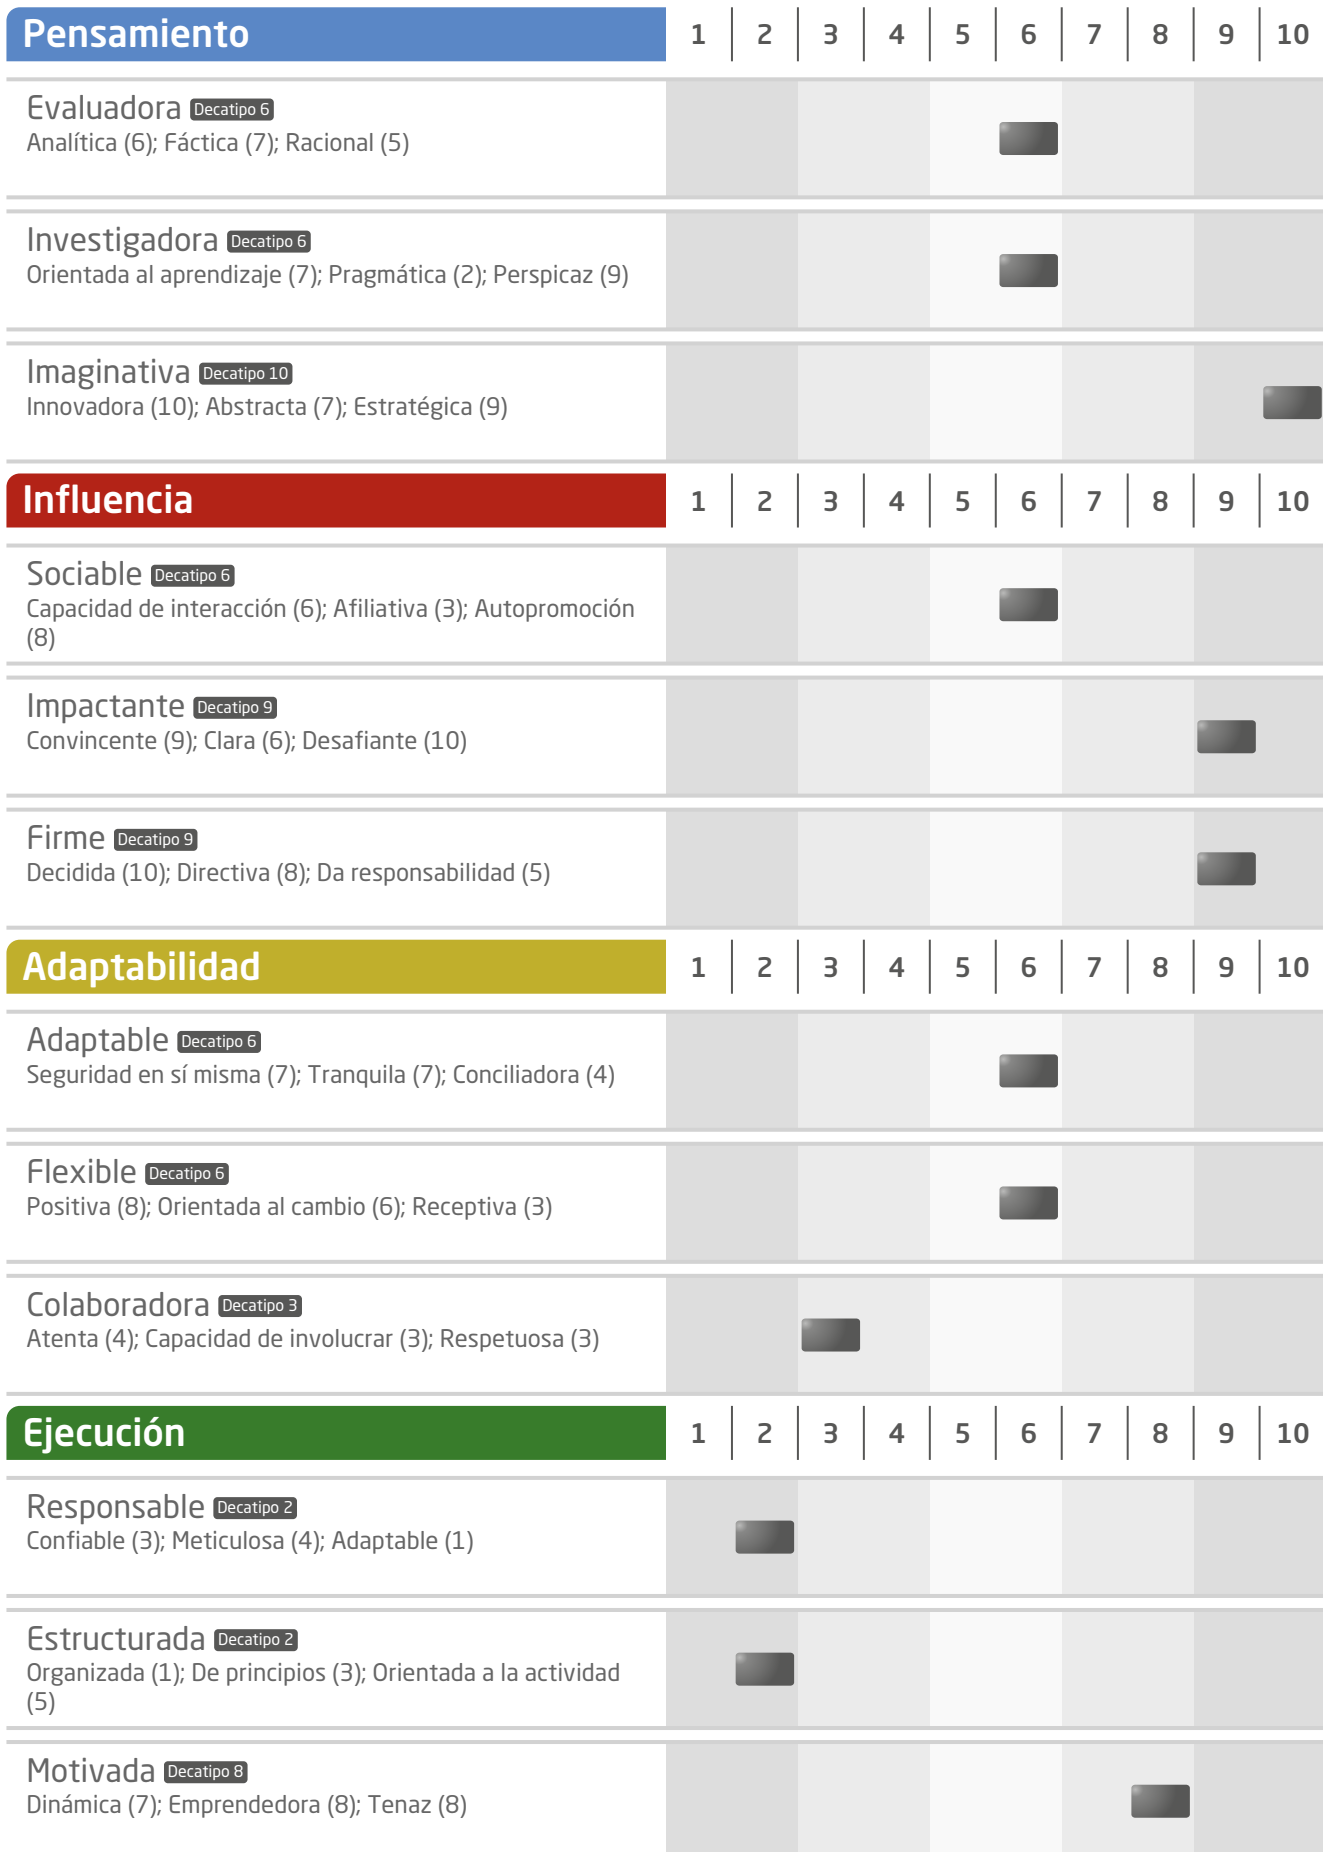 Pensamiento 1 2 3 4 5 6 7 8 9 10
Evaluadora Decatipo 6
Analítica (6); Fáctica (7); Racional (5)
Investigadora Decatipo 6
Orientada al aprendizaje (7); Pragmática (2); Perspicaz (9)
Imaginativa Decatipo 10
Innovadora (10); Abstracta (7); Estratégica (9)
Influencia 1 2 3 4 5 6 7 8 9 10
Sociable Decatipo 6
Capacidad de interacción (6); Afiliativa (3); Autopromoción
(8)
Impactante Decatipo 9
Convincente (9); Clara (6); Desafiante (10)
Firme Decatipo 9
Decidida (10); Directiva (8); Da responsabilidad (5)
Adaptabilidad 1 2 3 4 5 6 7 8 9 10
Adaptable Decatipo 6
Seguridad en sí misma (7); Tranquila (7); Conciliadora (4)
Flexible Decatipo 6
Positiva (8); Orientada al cambio (6); Receptiva (3)
Colaboradora Decatipo 3
Atenta (4); Capacidad de involucrar (3); Respetuosa (3)
Ejecución 1 2 3 4 5 6 7 8 9 10
Responsable Decatipo 2
Confiable (3); Meticulosa (4); Adaptable (1)
Estructurada Decatipo 2
Organizada (1); De principios (3); Orientada a la actividad
(5)
Motivada Decatipo 8
Dinámica (7); Emprendedora (8); Tenaz (8)